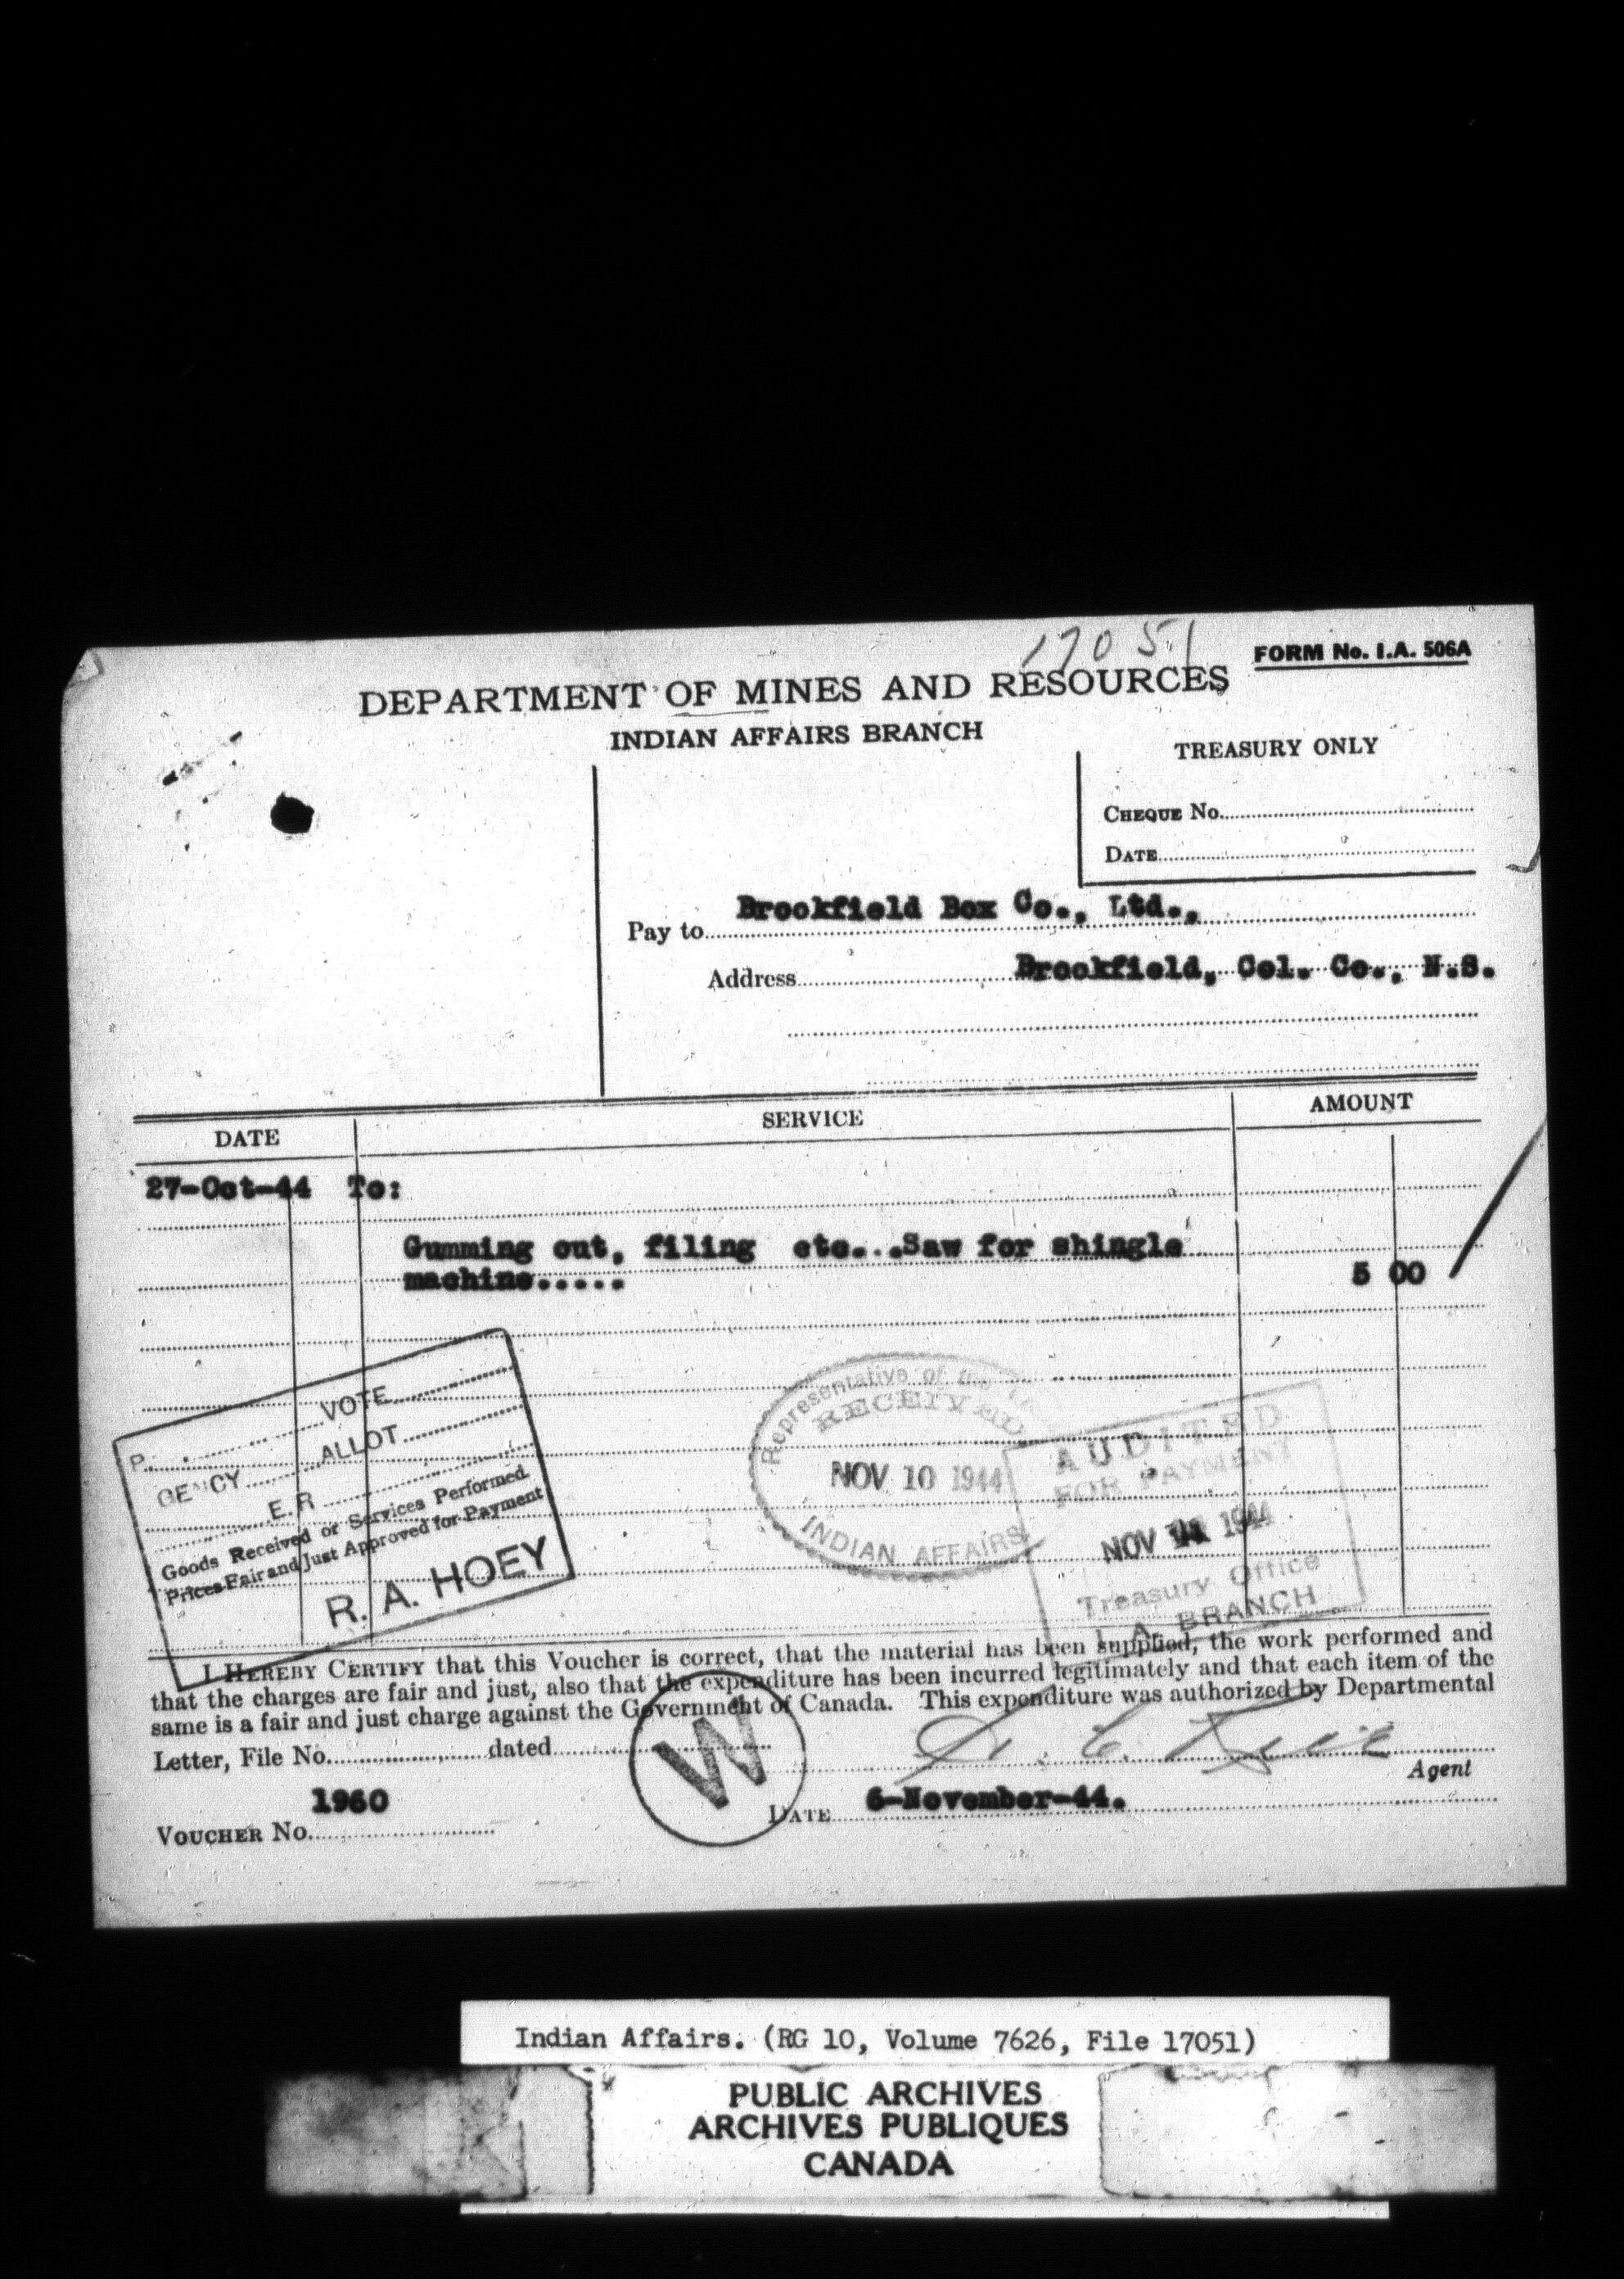 17051
FORM No. I.A. 506A
DEPARTMENT OF MINES AND RESOURCES
INDIAN AFFAIRS BRANCH
TREASURY ONLY
CHEQUE No.
DATE
Pay to Brookfield Box Co., Ltd.,
Address Brookfield, Col. Co., N.S.
DATE SERVICE AMOUNT
27-Oct-44 To:
Gumming out, filing etc...Saw for shingle
machine..... 5 00
P. VOTE
GENCY ALLOT
E.R.
Goods Received or Services Performed
Prices Fair and Just Approved for Payment
R. A. HOEY
Representative of the
RECEIVED
NOV 10 1944
INDIAN AFFAIRS
AUDITED
FOR PAYMENT
NOV 1944
Treasury Office
I. A. BRANCH
I HEREBY CERTIFY that this Voucher is correct, that the material has been supplied, the work performed and
that the charges are fair and just, also that the expenditure has been incurred legitimately and that each item of the
same is a fair and just charge against the Government of Canada. This expenditure was authorized by Departmental
Letter, File No. dated
W
Agent
1960
VOUCHER No.
DATE 6-November-44.
Indian Affairs. (RG 10, Volume 7626, File 17051)
PUBLIC ARCHIVES
ARCHIVES PUBLIQUES
CANADA